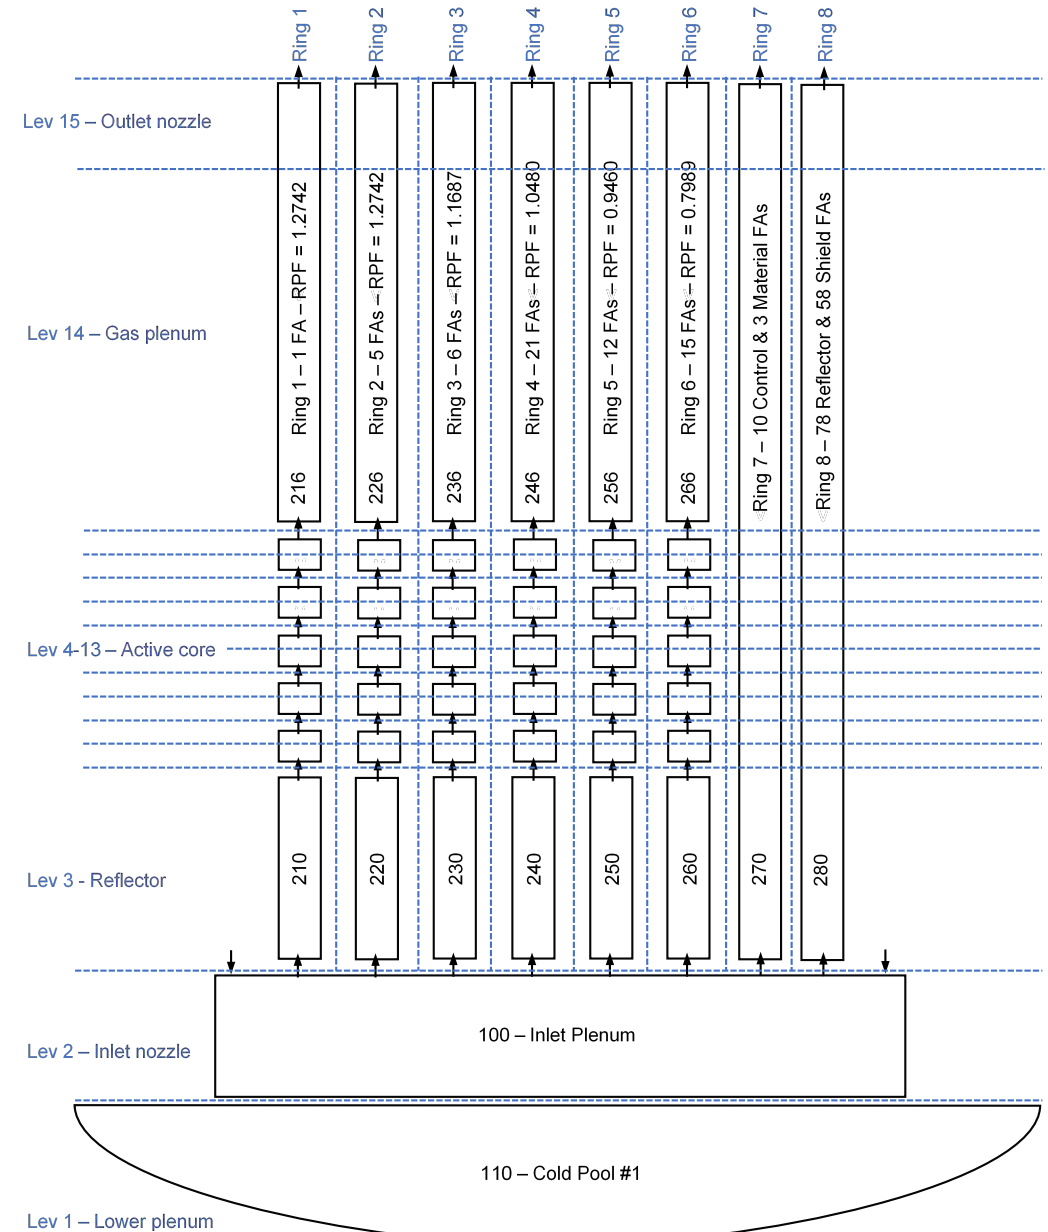 Ring 1
Ring 2
Ring 3
Ring 4
Ring 5
Ring 6
Ring 7
Ring 8
Lev 15 – Outlet nozzle
Lev 14 – Gas plenum
216 Ring 1 – 1 FA – RPF = 1.2742
226 Ring 2 – 5 FAs – RPF = 1.2742
236 Ring 3 – 6 FAs – RPF = 1.1687
246 Ring 4 – 21 FAs – RPF = 1.0480
256 Ring 5 – 12 FAs – RPF = 0.9460
266 Ring 6 – 15 FAs – RPF = 0.7989
Ring 7 – 10 Control & 3 Material FAs
Ring 8 – 78 Reflector & 58 Shield FAs
Lev 4-13 – Active core
Lev 3 - Reflector
210
220
230
240
250
260
270
280
Lev 2 – Inlet nozzle
100 – Inlet Plenum
110 – Cold Pool #1
Lev 1 – Lower plenum